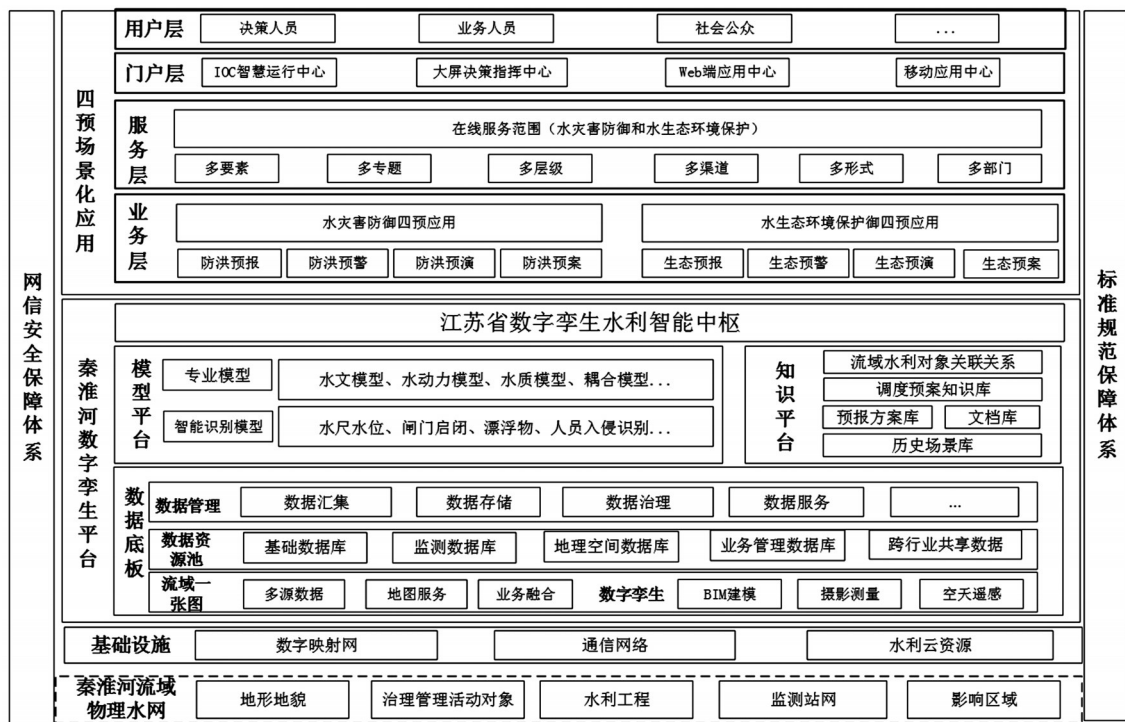 用户层 决策人员 业务人员 社会公众 ...
门户层 IOC智慧运行中心 大屏决策指挥中心 Web端应用中心 移动应用中心
四预场景化应用
服务层
在线服务范围（水灾害防御和水生态环境保护）
多要素 多专题 多层级 多渠道 多形式 多部门
业务层
水灾害防御四预应用 水生态环境保护御四预应用
防洪预报 防洪预警 防洪预演 防洪预案 生态预报 生态预警 生态预演 生态预案
网信安全保障体系
标准规范保障体系
秦淮河数字孪生平台
江苏省数字孪生水利智能中枢
模型平台
专业模型 水文模型、水动力模型、水质模型、耦合模型...
智能识别模型 水尺水位、闸门启闭、漂浮物、人员入侵识别...
知识平台
流域水利对象关联关系
调度预案知识库
预报方案库 文档库
历史场景库
数据底板
数据管理 数据汇集 数据存储 数据治理 数据服务 ...
数据资源池 基础数据库 监测数据库 地理空间数据库 业务管理数据库 跨行业共享数据
流域一张图 多源数据 地图服务 业务融合 数字孪生 BIM建模 摄影测量 空天遥感
基础设施 数字映射网 通信网络 水利云资源
秦淮河流域物理水网 地形地貌 治理管理活动对象 水利工程 监测站网 影响区域